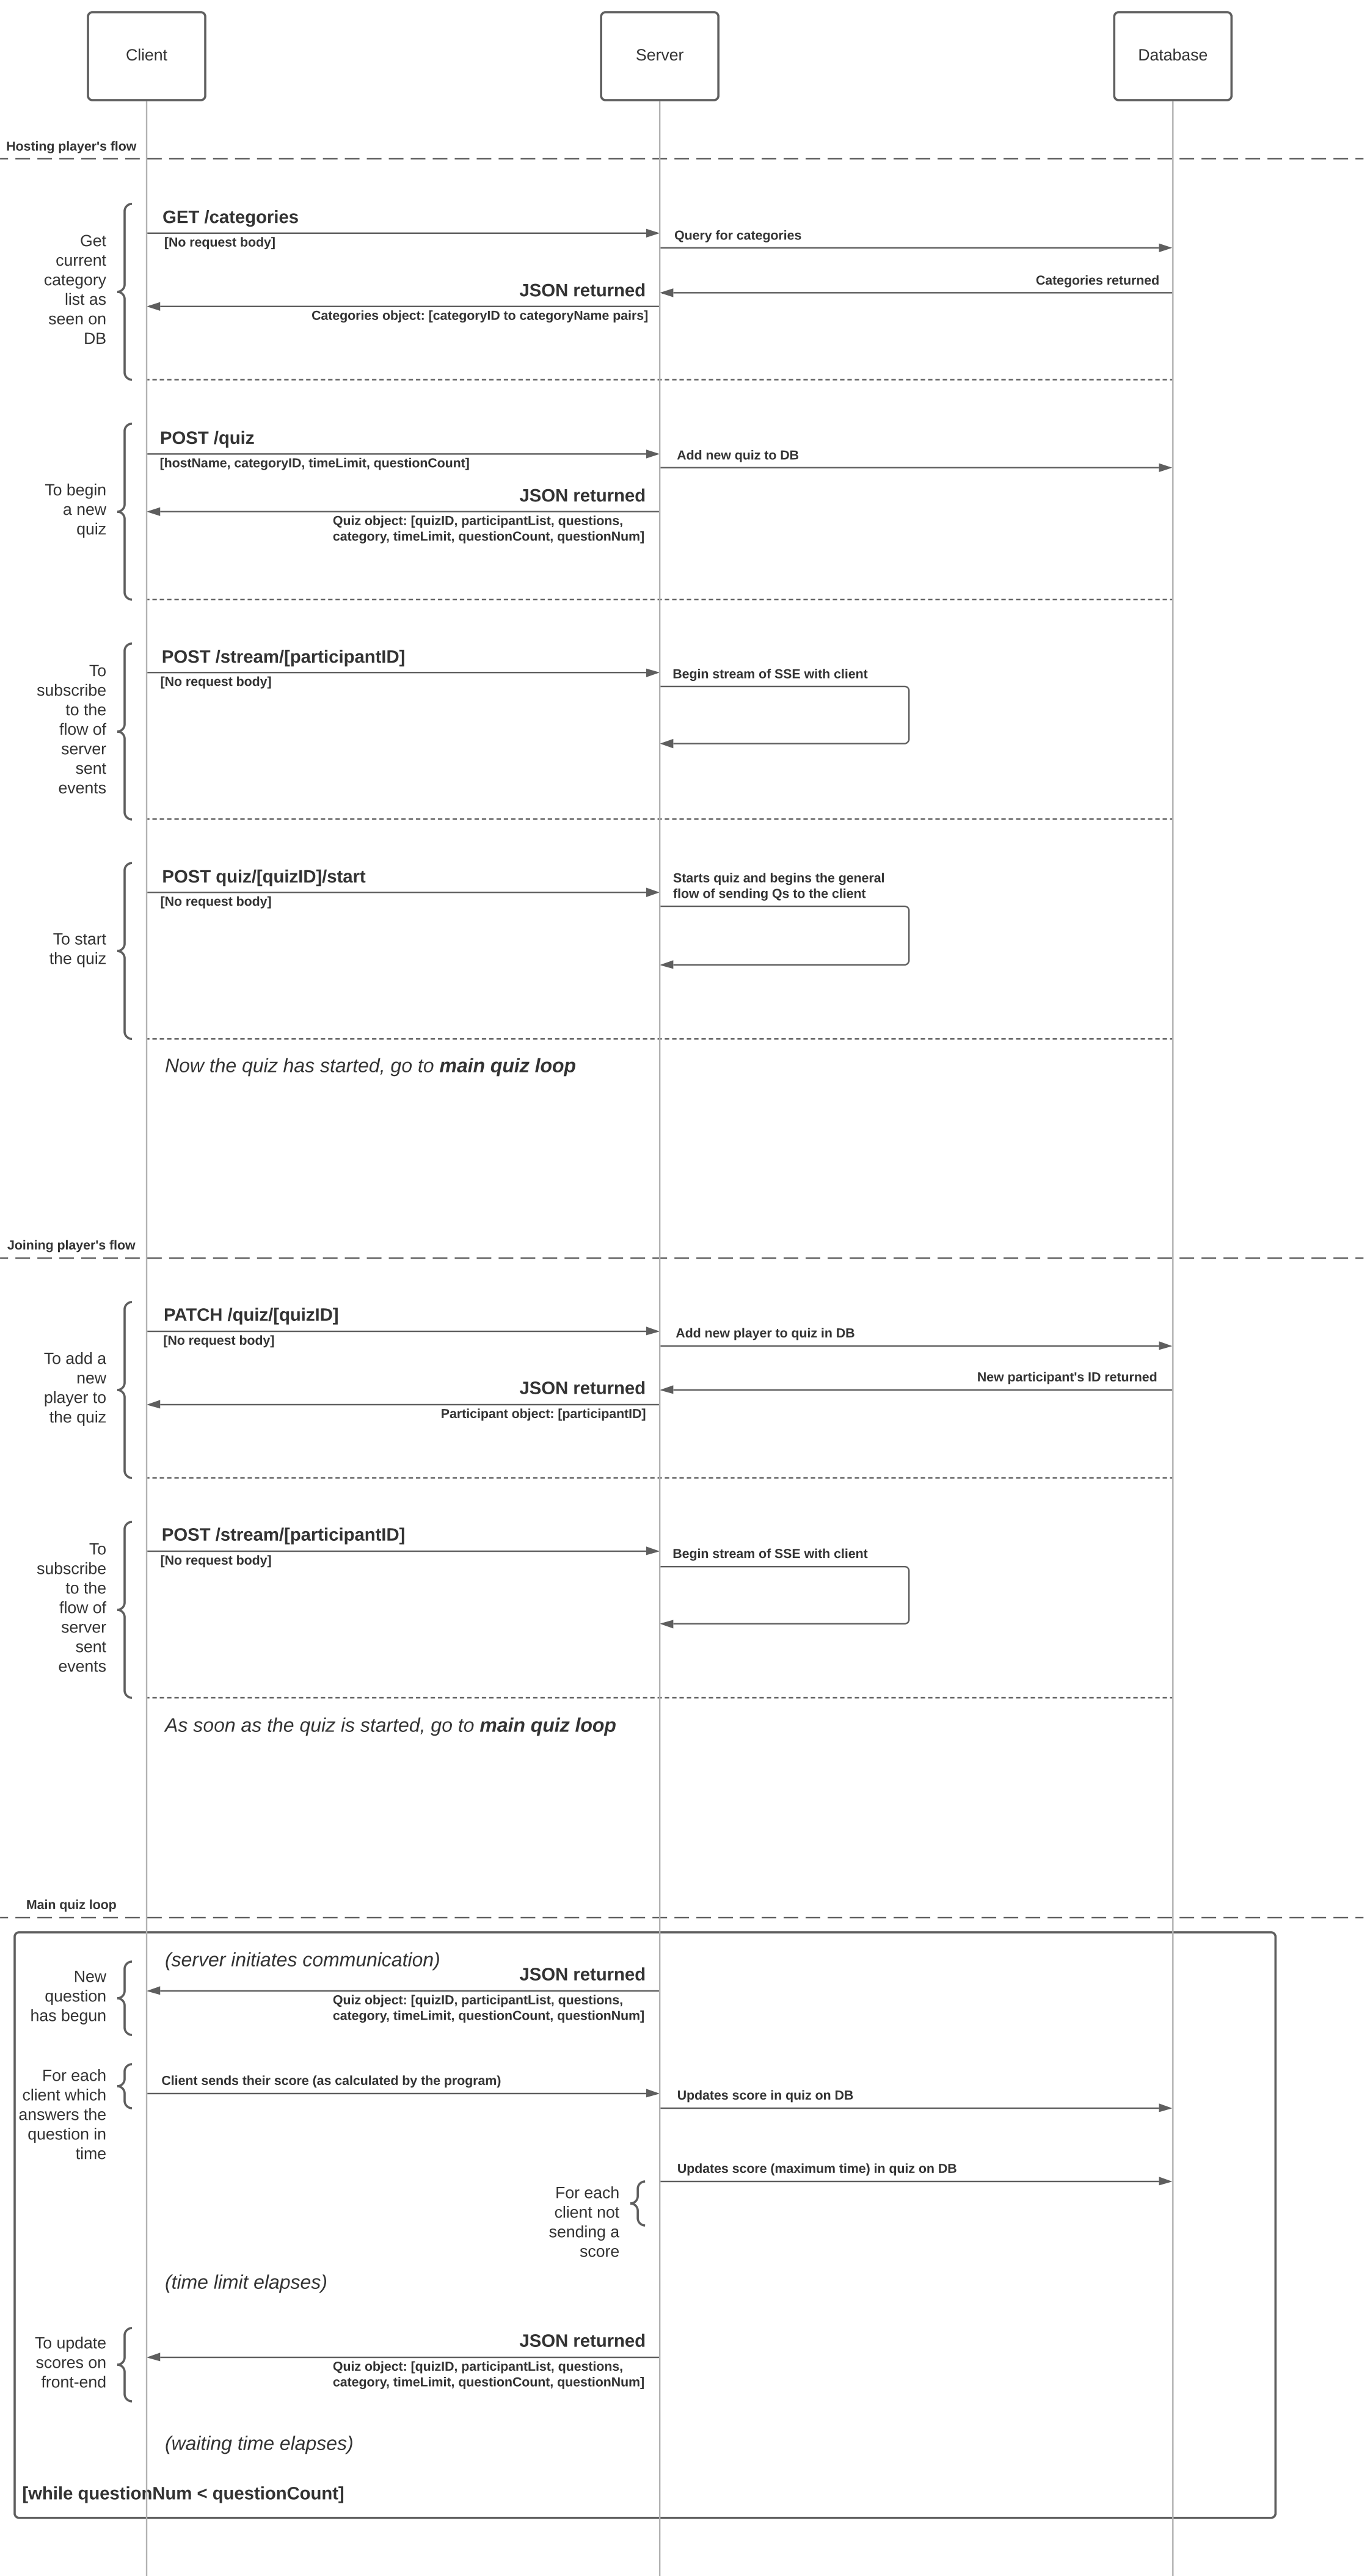 Client
Server
Database
Hosting player's flow
Get
current
category
list as
seen on
DB
GET /categories
[No request body]
Query for categories
Categories returned
JSON returned
Categories object: [categoryID to categoryName pairs]
To begin
a new
quiz
POST /quiz
[hostName, categoryID, timeLimit, questionCount]
Add new quiz to DB
JSON returned
Quiz object: [quizID, participantList, questions,
category, timeLimit, questionCount, questionNum]
To
subscribe
to the
flow of
server
sent
events
POST /stream/[participantID]
[No request body]
Begin stream of SSE with client
To start
the quiz
POST quiz/[quizID]/start
[No request body]
Starts quiz and begins the general
flow of sending Qs to the client
Now the quiz has started, go to main quiz loop
Joining player's flow
To add a
new
player to
the quiz
PATCH /quiz/[quizID]
[No request body]
Add new player to quiz in DB
New participant's ID returned
JSON returned
Participant object: [participantID]
To
subscribe
to the
flow of
server
sent
events
POST /stream/[participantID]
[No request body]
Begin stream of SSE with client
As soon as the quiz is started, go to main quiz loop
Main quiz loop
(server initiates communication)
New
question
has begun
JSON returned
Quiz object: [quizID, participantList, questions,
category, timeLimit, questionCount, questionNum]
For each
client which
answers the
question in
time
Client sends their score (as calculated by the program)
Updates score in quiz on DB
Updates score (maximum time) in quiz on DB
For each
client not
sending a
score
(time limit elapses)
To update
scores on
front-end
JSON returned
Quiz object: [quizID, participantList, questions,
category, timeLimit, questionCount, questionNum]
(waiting time elapses)
[while questionNum < questionCount]